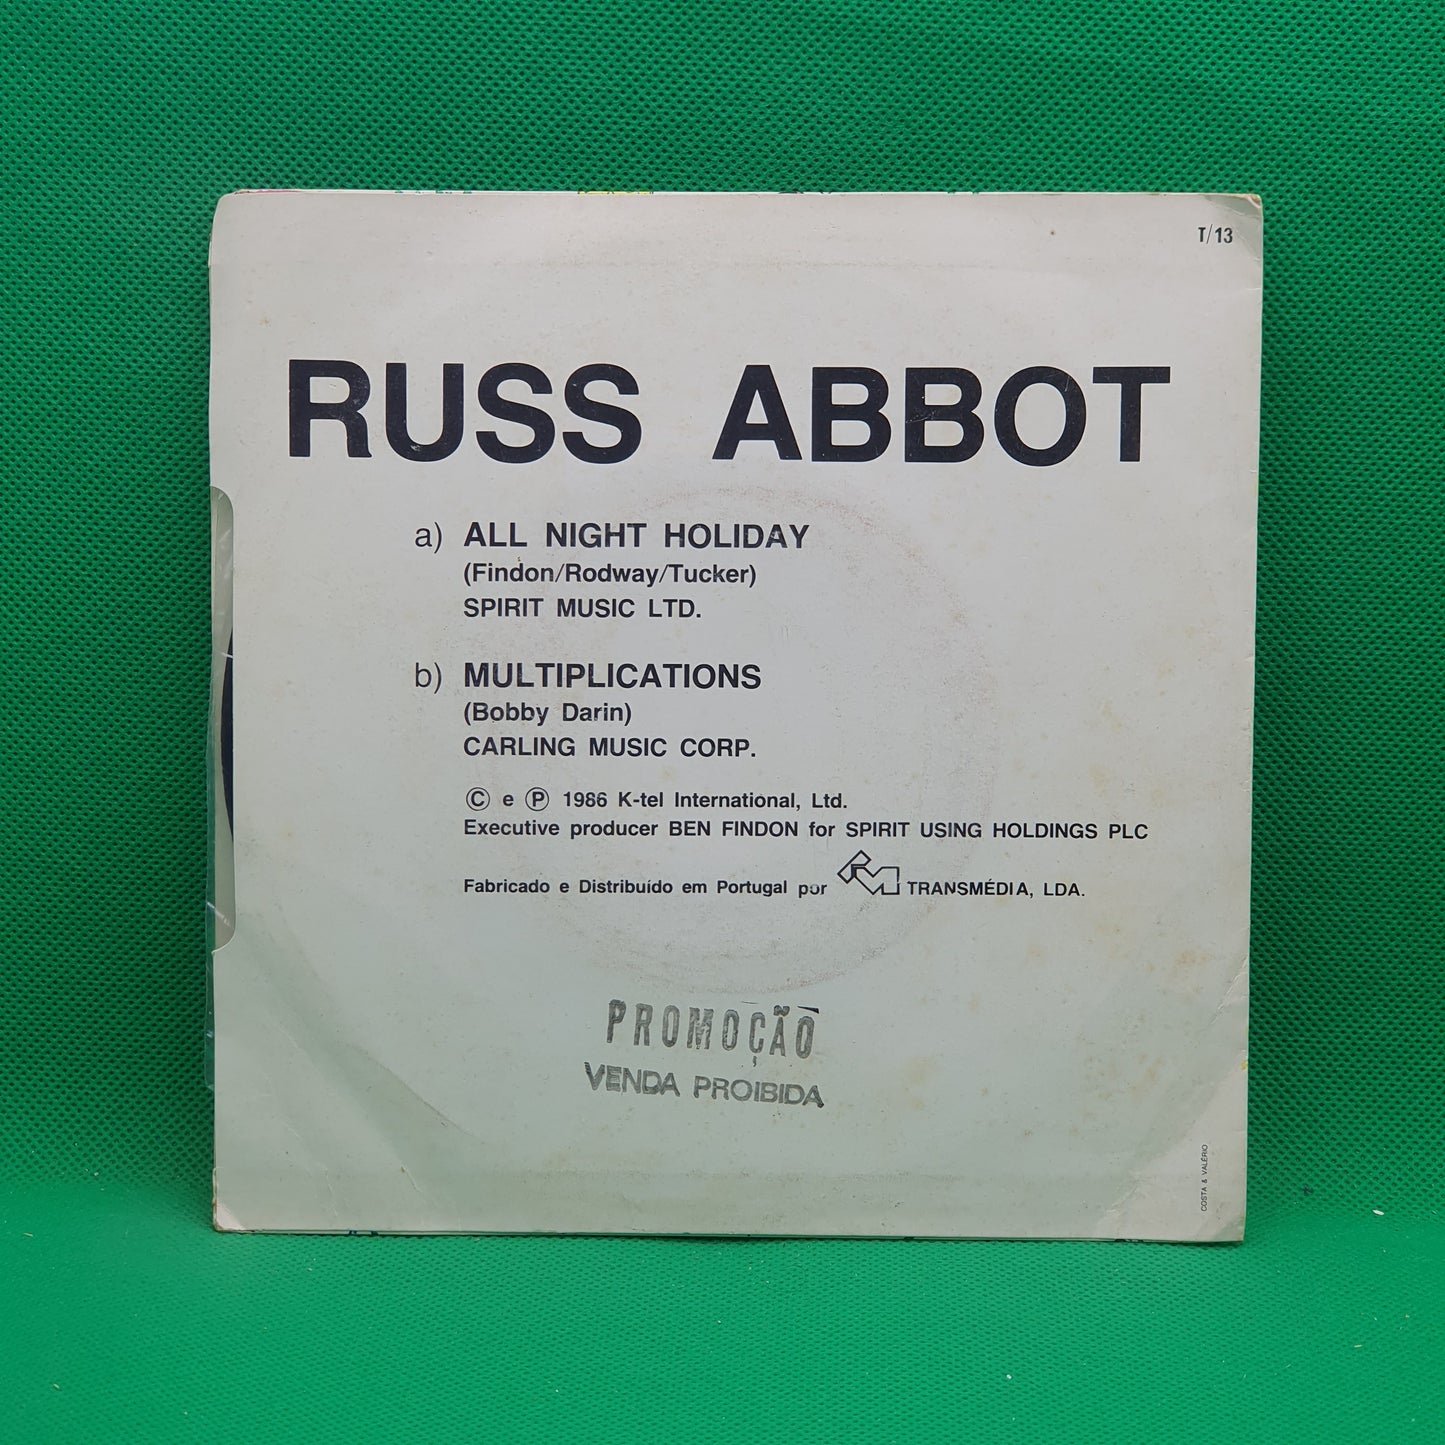 T/13
RUSS ABBOT
a) ALL NIGHT HOLIDAY
(Findon/Rodway/Tucker)
SPIRIT MUSIC LTD.
b) MULTIPLICATIONS
(Bobby Darin)
CARLING MUSIC CORP.
Ⓒ e Ⓟ 1986 K-tel International, Ltd.
Executive producer BEN FINDON for SPIRIT USING HOLDINGS PLC
Fabricado e Distribuído em Portugal por TRANSMÉDIA, LDA.
PROMOÇÃO
VENDA PROIBIDA
COSTA & VALÉRIO